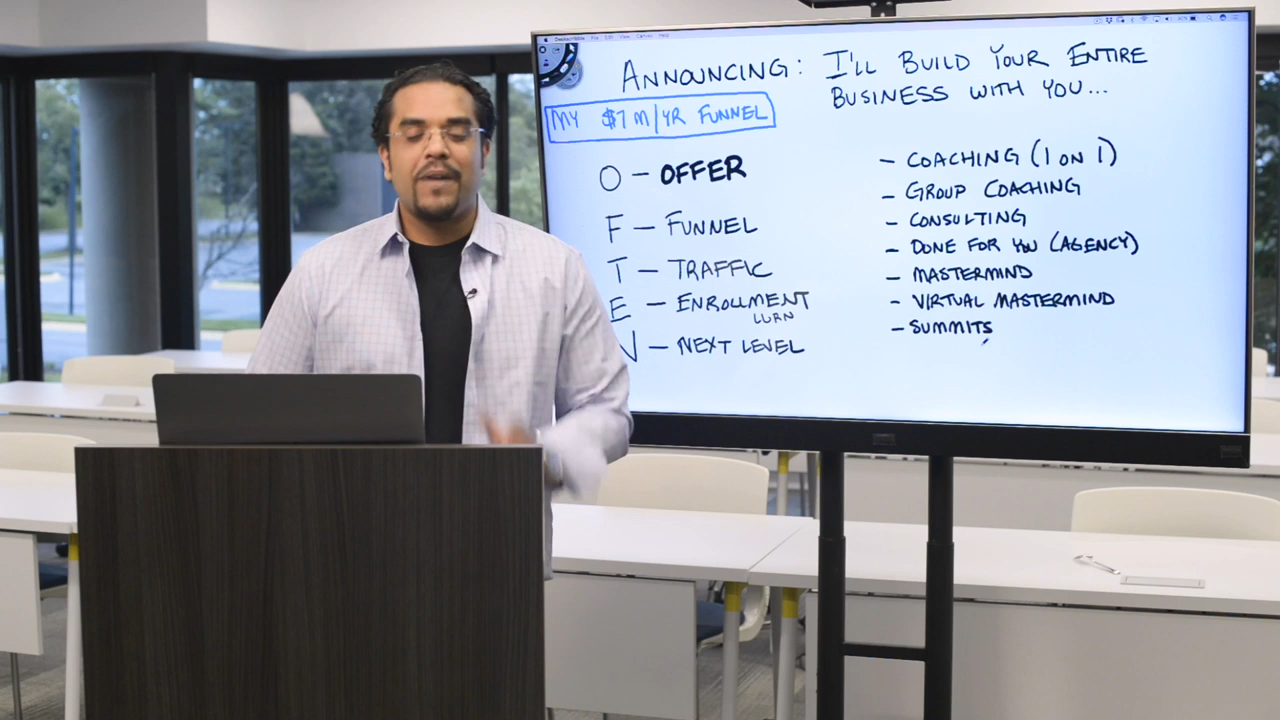 ANNOUNCING: I'LL BUILD YOUR ENTIRE
BUSINESS WITH YOU...
MY $7M/YR FUNNEL
O - OFFER
F - FUNNEL
T - TRAFFIC
E - ENROLLMENT
LURN
N - NEXT LEVEL
- COACHING (1 ON 1)
- GROUP COACHING
- CONSULTING
- DONE FOR YOU (AGENCY)
- MASTERMIND
- VIRTUAL MASTERMIND
- SUMMITS